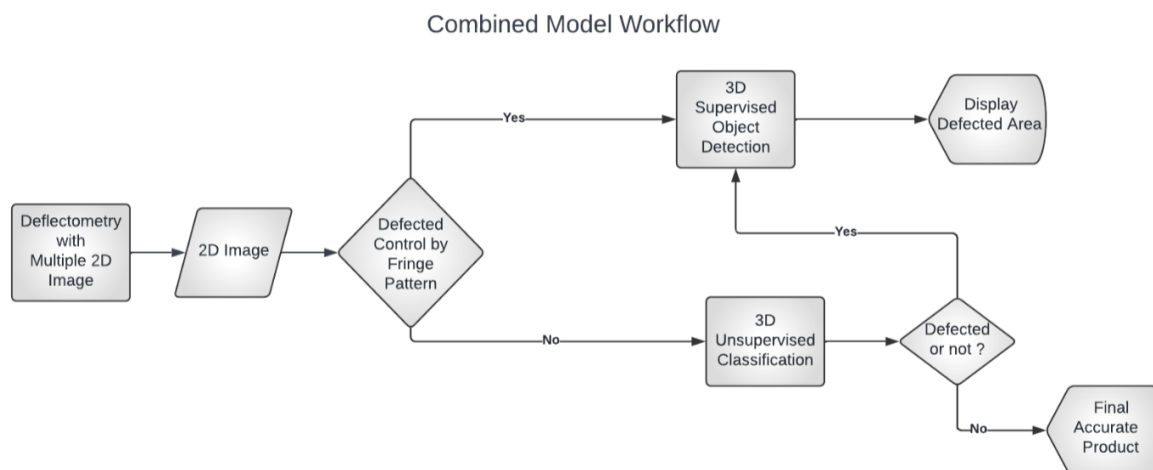 Combined Model Workflow
Deflectometry
with
Multiple 2D
Image
2D Image
Defected
Control by
Fringe
Pattern
Yes
3D
Supervised
Object
Detection
Display
Defected Area
No
3D
Unsupervised
Classification
Defected
or not ?
Yes
No
Final
Accurate
Product